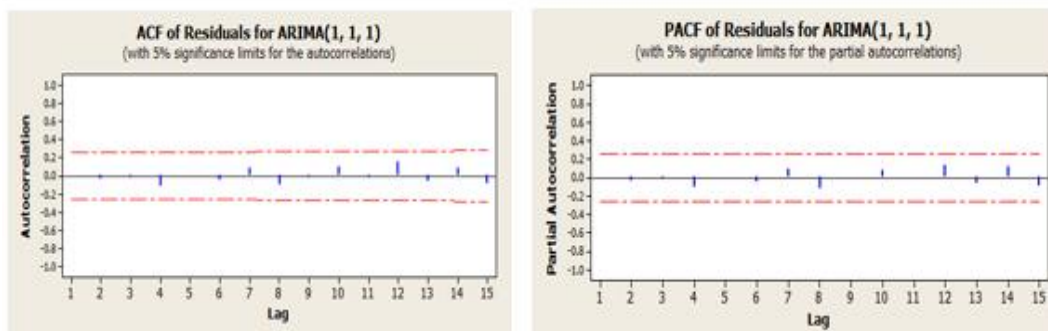 ACF of Residuals for ARIMA(1, 1, 1)
(with 5% significance limits for the autocorrelations)
Autocorrelation
1.0
0.8
0.6
0.4
0.2
0.0
-0.2
-0.4
-0.6
-0.8
-1.0
1 2 3 4 5 6 7 8 9 10 11 12 13 14 15
Lag
PACF of Residuals for ARIMA(1, 1, 1)
(with 5% significance limits for the partial autocorrelations)
Partial Autocorrelation
1.0
0.8
0.6
0.4
0.2
0.0
-0.2
-0.4
-0.6
-0.8
-1.0
1 2 3 4 5 6 7 8 9 10 11 12 13 14 15
Lag